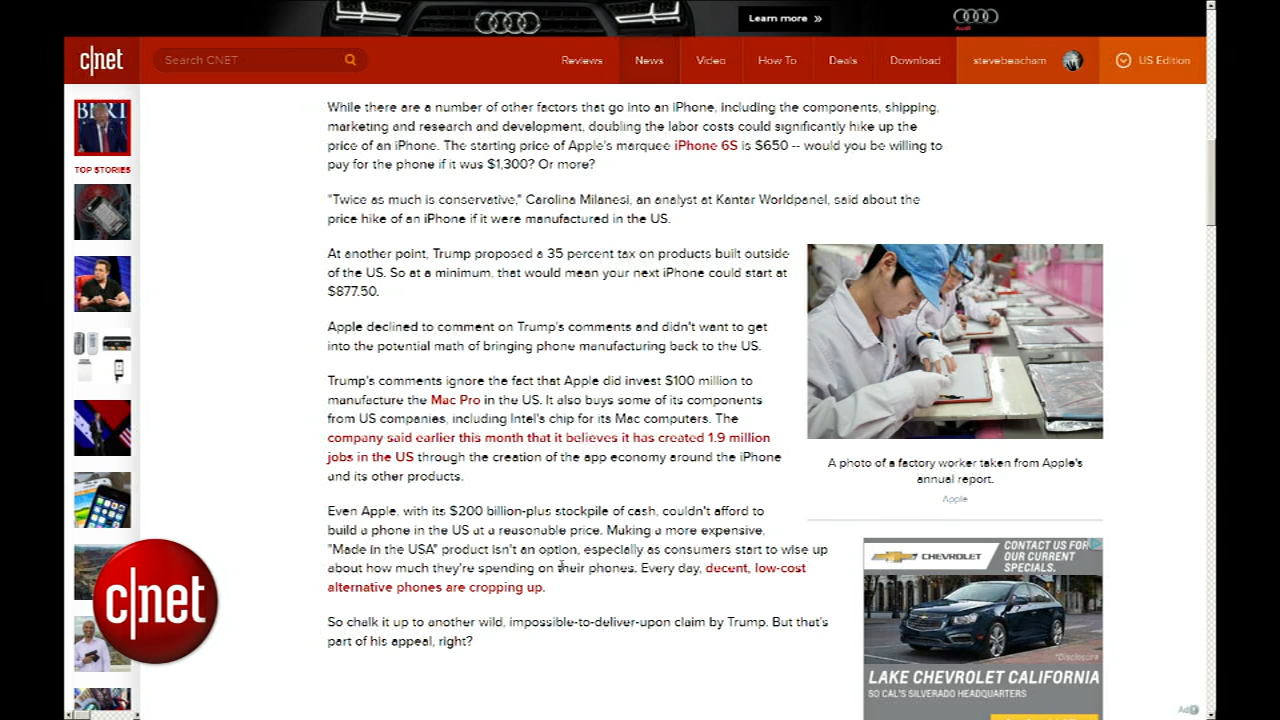 Learn more »
Audi
c|net
Search CNET
Reviews
News
Video
How To
Deals
Download
stevebeacham
US Edition
TOP STORIES
While there are a number of other factors that go into an iPhone, including the components, shipping,
marketing and research and development, doubling the labor costs could significantly hike up the
price of an iPhone. The starting price of Apple's marquee iPhone 6S is $650 -- would you be willing to
pay for the phone if it was $1,300? Or more?
"Twice as much is conservative," Carolina Milanesi, an analyst at Kantar Worldpanel, said about the
price hike of an iPhone if it were manufactured in the US.
At another point, Trump proposed a 35 percent tax on products built outside
of the US. So at a minimum, that would mean your next iPhone could start at
$877.50.
Apple declined to comment on Trump's comments and didn't want to get
into the potential math of bringing phone manufacturing back to the US.
Trump's comments ignore the fact that Apple did invest $100 million to
manufacture the Mac Pro in the US. It also buys some of its components
from US companies, including Intel's chip for its Mac computers. The
company said earlier this month that it believes it has created 1.9 million
jobs in the US through the creation of the app economy around the iPhone
and its other products.
Even Apple, with its $200 billion-plus stockpile of cash, couldn't afford to
build a phone in the US at a reasonable price. Making a more expensive,
"Made in the USA" product isn't an option, especially as consumers start to wise up
about how much they're spending on their phones. Every day, decent, low-cost
alternative phones are cropping up.
So chalk it up to another wild, impossible-to-deliver-upon claim by Trump. But that's
part of his appeal, right?
A photo of a factory worker taken from Apple's
annual report.
Apple
CHEVROLET
CONTACT US FOR
OUR CURRENT
SPECIALS.
*Disclosure
LAKE CHEVROLET CALIFORNIA
SO CAL'S SILVERADO HEADQUARTERS
Ad
c|net